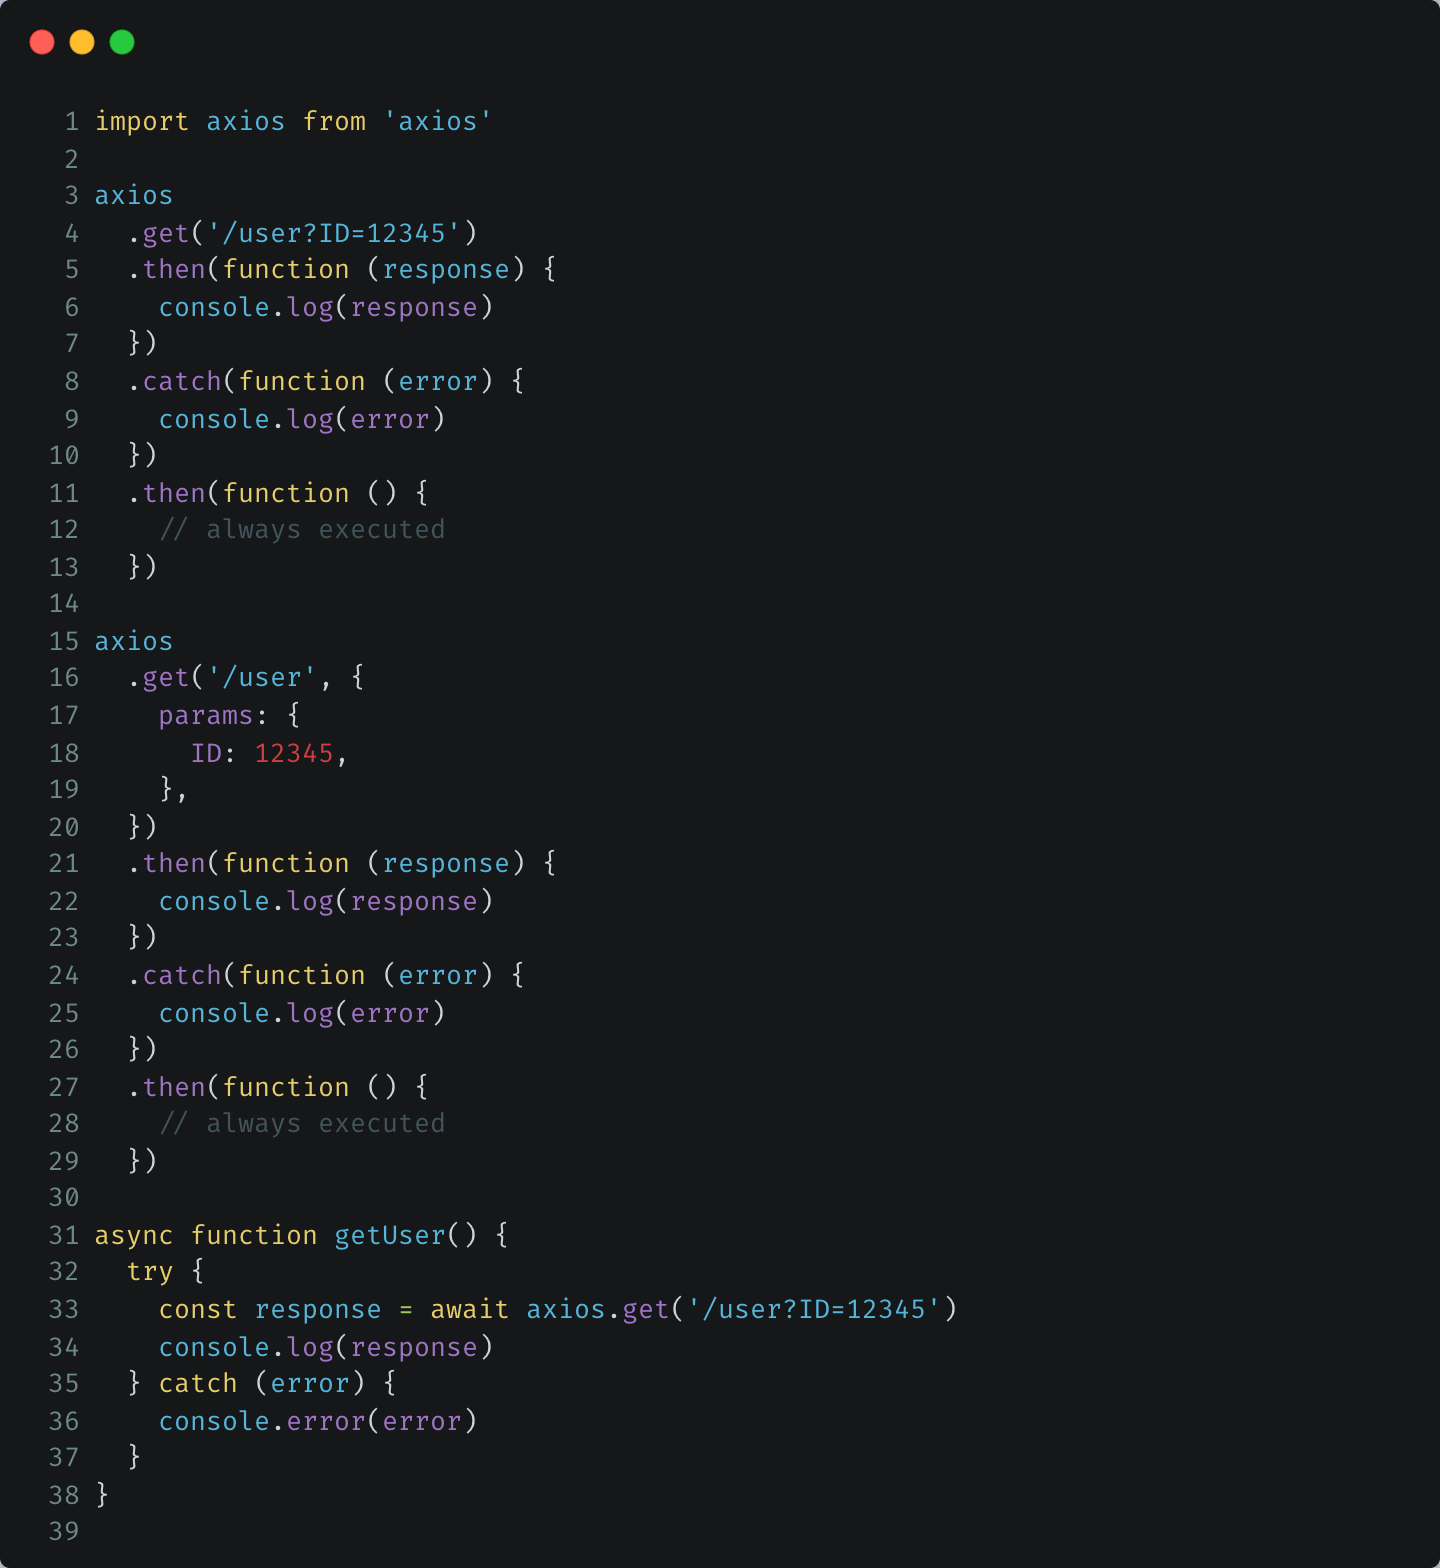 1 import axios from 'axios'
2
3 axios
4   .get('/user?ID=12345')
5   .then(function (response) {
6     console.log(response)
7   })
8   .catch(function (error) {
9     console.log(error)
10   })
11   .then(function () {
12     // always executed
13   })
14
15 axios
16   .get('/user', {
17     params: {
18       ID: 12345,
19     },
20   })
21   .then(function (response) {
22     console.log(response)
23   })
24   .catch(function (error) {
25     console.log(error)
26   })
27   .then(function () {
28     // always executed
29   })
30
31 async function getUser() {
32   try {
33     const response = await axios.get('/user?ID=12345')
34     console.log(response)
35   } catch (error) {
36     console.error(error)
37   }
38 }
39